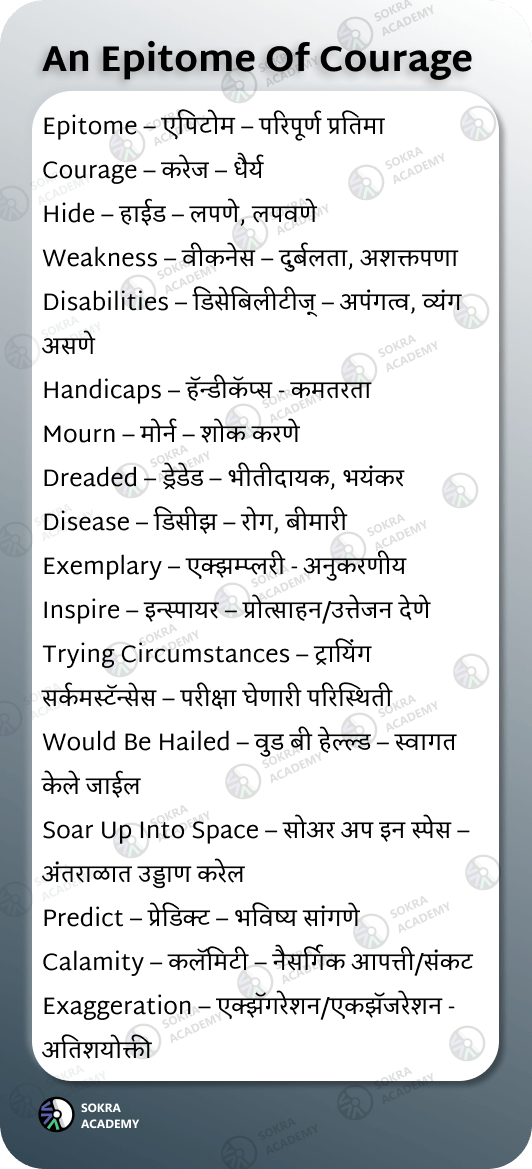 An Epitome Of Courage
Epitome – एपिटोम – परिपूर्ण प्रतिमा
Courage – करेज – धैर्य
Hide – हाईड – लपणे, लपवणे
Weakness – वीकनेस – दुर्बलता, अशक्तपणा
Disabilities – डिसेबिलीटीज् – अपंगत्व, व्यंग
असणे
Handicaps – हॅन्डीकॅप्स - कमतरता
Mourn – मोर्न – शोक करणे
Dreaded – ड्रेडेड – भीतीदायक, भयंकर
Disease – डिसीझ – रोग, बीमारी
Exemplary – एक्झम्प्लरी - अनुकरणीय
Inspire – इन्स्पायर – प्रोत्साहन/उत्तेजन देणे
Trying Circumstances – ट्रायिंग
सर्कमस्टॅन्सेस – परीक्षा घेणारी परिस्थिती
Would Be Hailed – वुड बी हेल्ल्ड – स्वागत
केले जाईल
Soar Up Into Space – सोअर अप इन स्पेस –
अंतराळात उड्डाण करेल
Predict – प्रेडिक्ट – भविष्य सांगणे
Calamity – कलॅमिटी – नैसर्गिक आपत्ती/संकट
Exaggeration – एक्झॅगरेशन/एकझॅजरेशन -
अतिशयोक्ती
SOKRA
ACADEMY